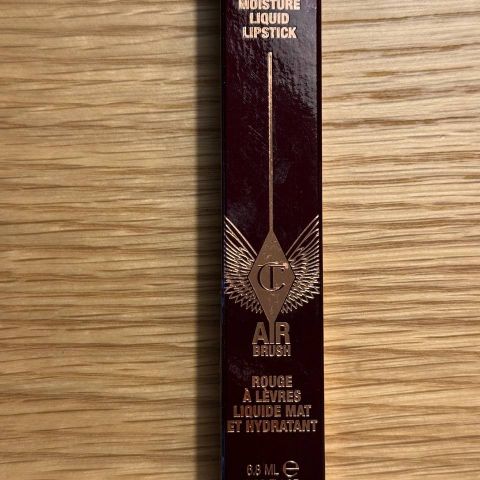 MOISTURE
LIQUID
LIPSTICK
CT
AIR
BRUSH
ROUGE
À LÈVRES
LIQUIDE MAT
ET HYDRATANT
6.8 ML e